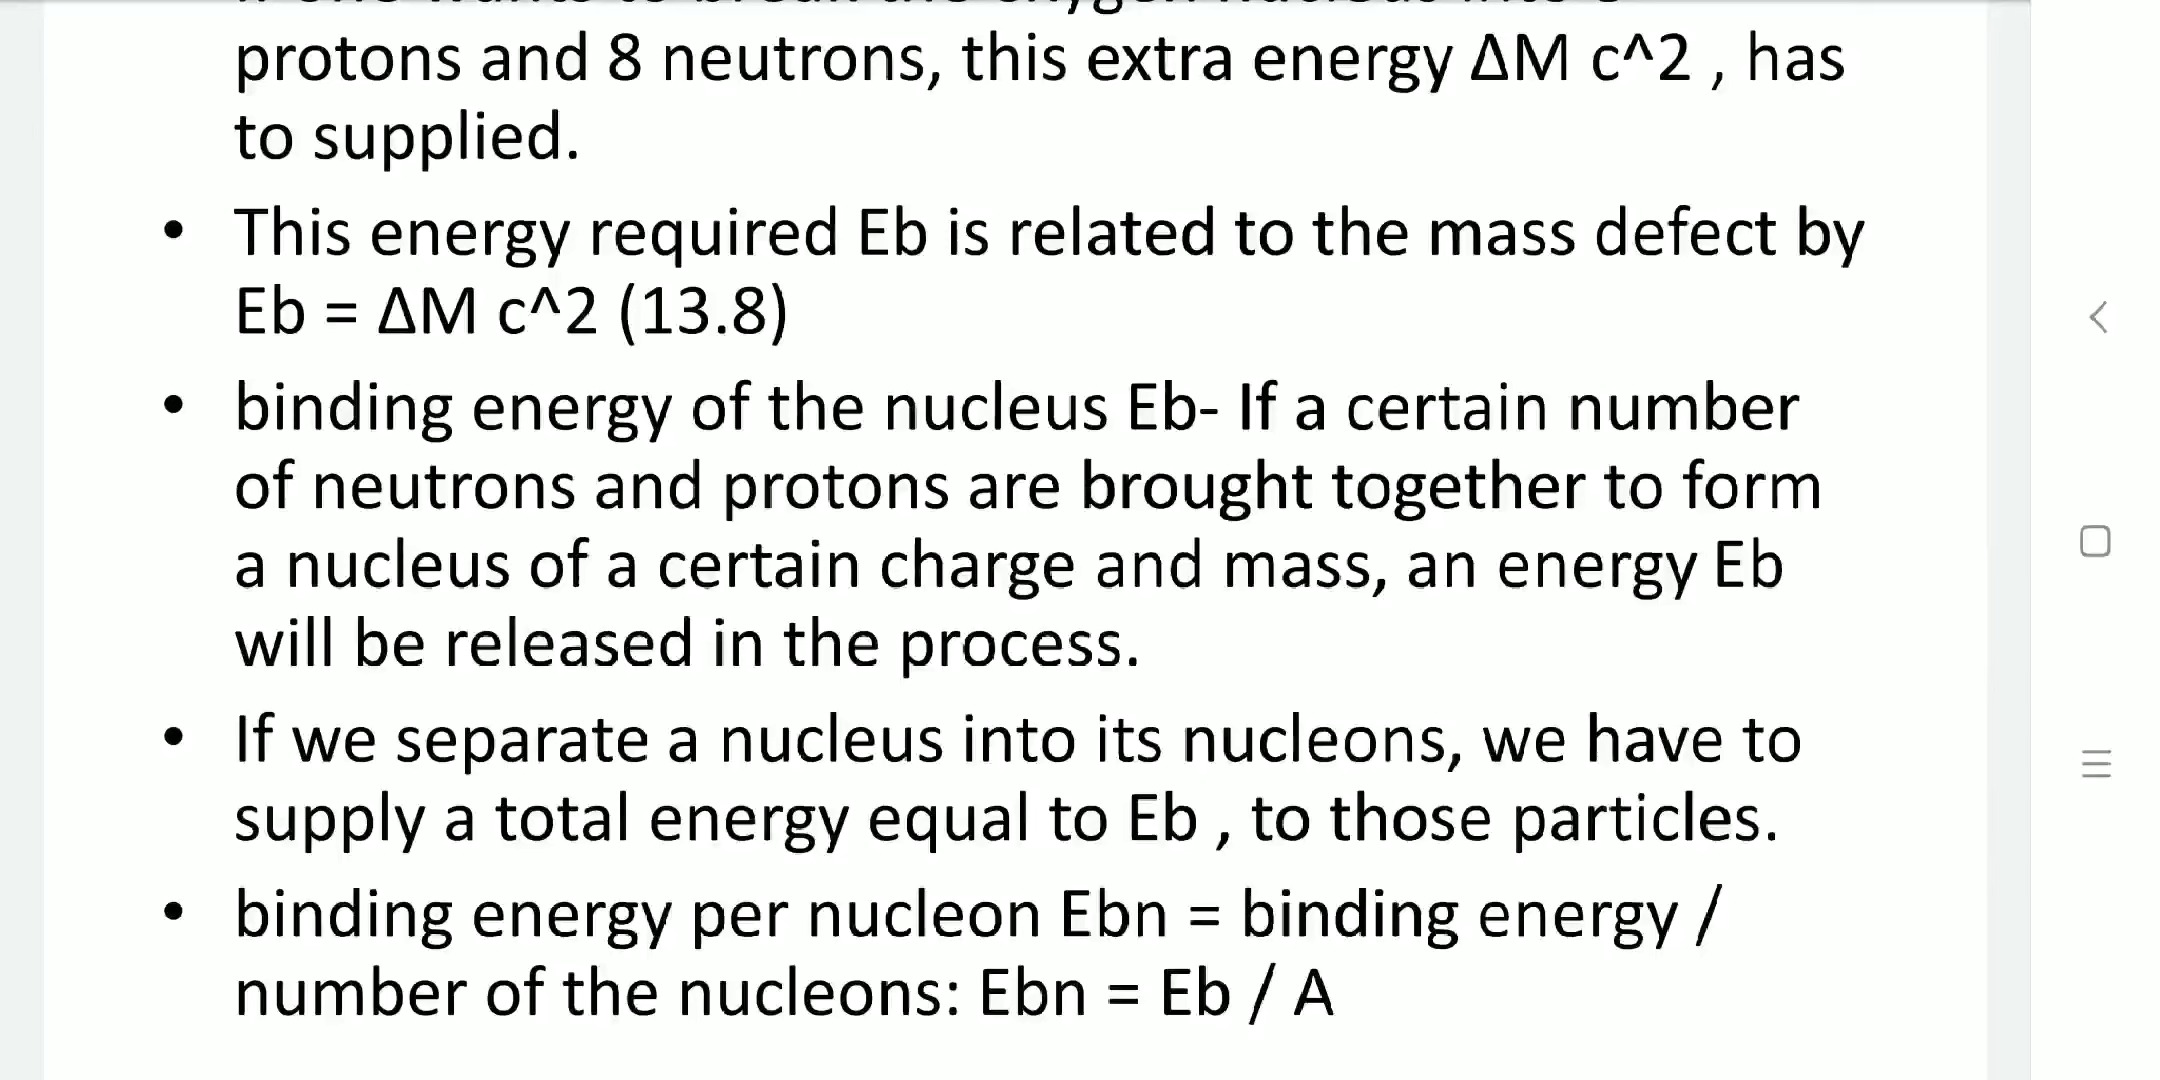 protons and 8 neutrons, this extra energy ΔM c^2 , has
to supplied.
• This energy required Eb is related to the mass defect by
Eb = ΔM c^2 (13.8)
• binding energy of the nucleus Eb- If a certain number
of neutrons and protons are brought together to form
a nucleus of a certain charge and mass, an energy Eb
will be released in the process.
• If we separate a nucleus into its nucleons, we have to
supply a total energy equal to Eb , to those particles.
• binding energy per nucleon Ebn = binding energy /
number of the nucleons: Ebn = Eb / A